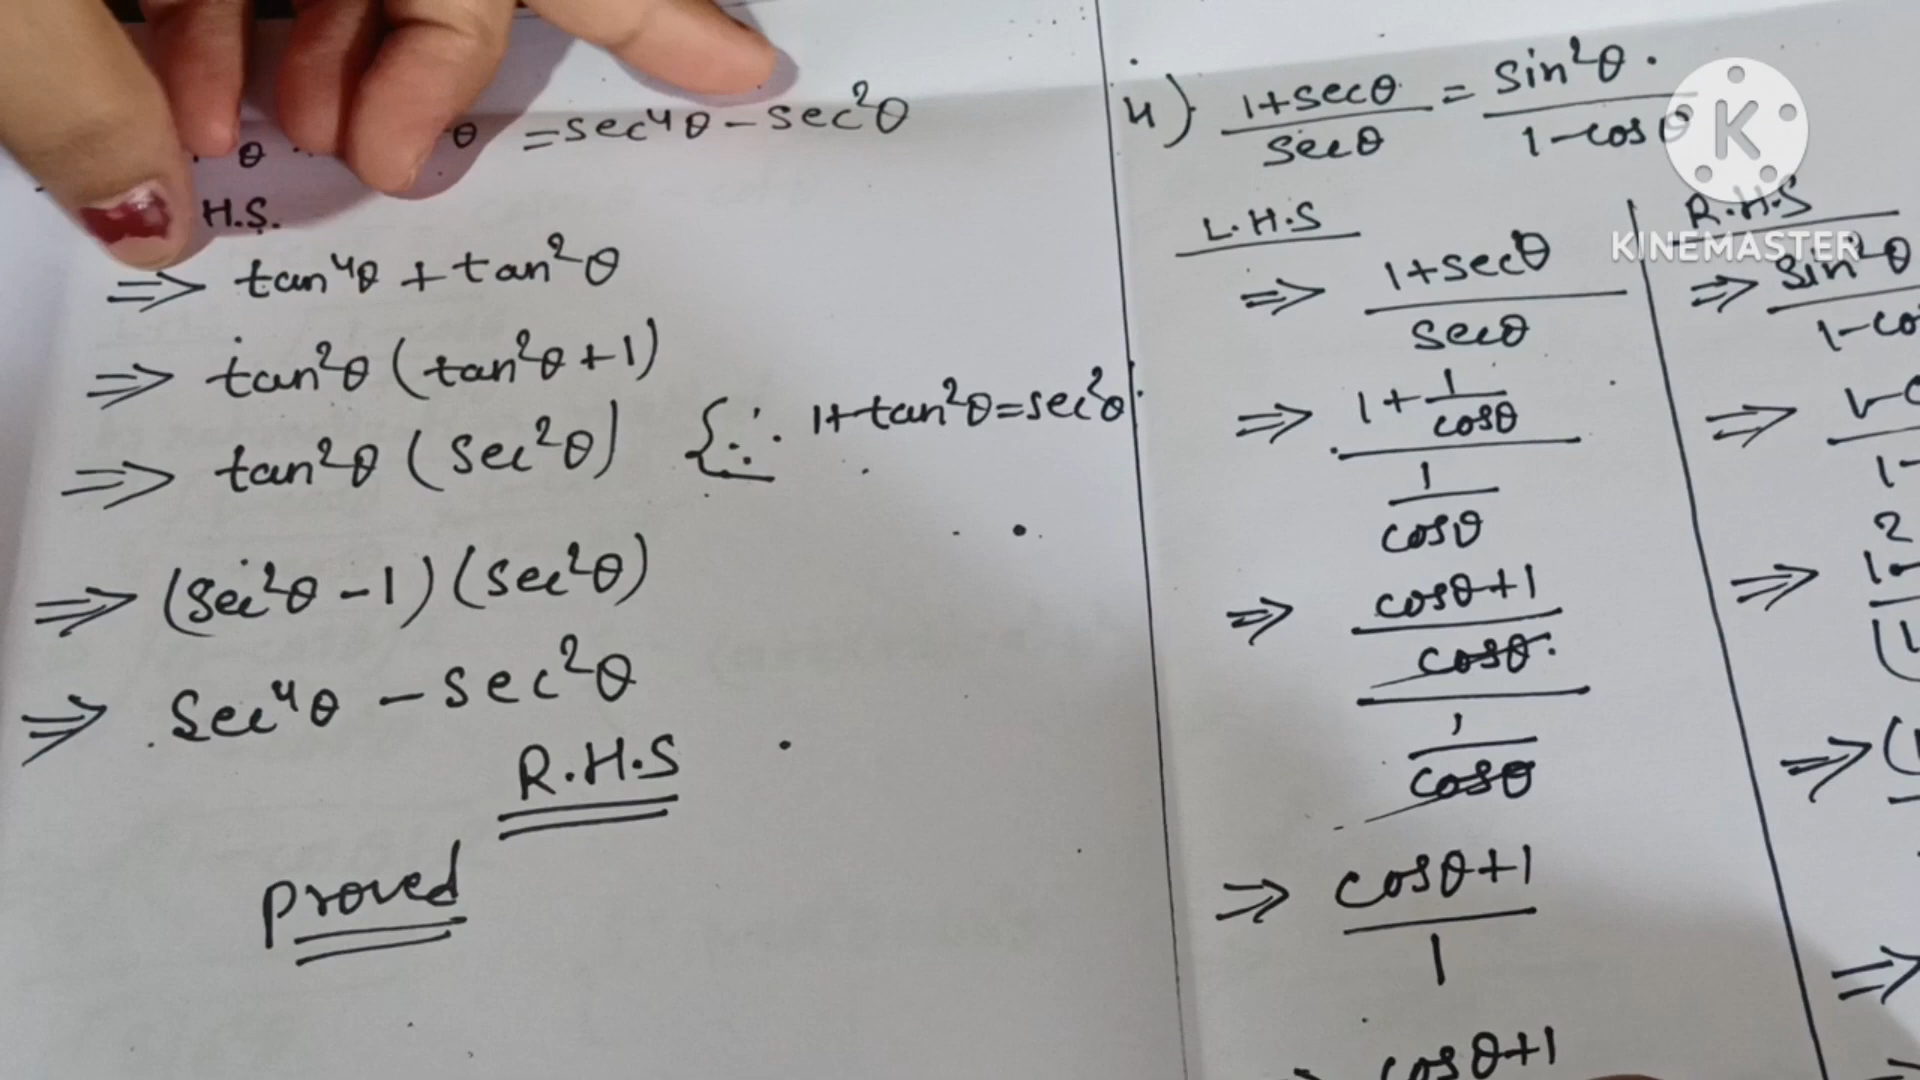 θ θ = sec⁴θ - sec²θ
H.S.
⇒ tan⁴θ + tan²θ
⇒ tan²θ (tan²θ + 1)
⇒ tan²θ (sec²θ) {∵ 1 + tan²θ = sec²θ
⇒ (sec²θ - 1) (sec²θ)
⇒ sec⁴θ - sec²θ
R.H.S
Proved
4) (1 + secθ)/secθ = sin²θ/(1 - cosθ)
L.H.S
⇒ (1 + secθ)/secθ
⇒ (1 + 1/cosθ)/(1/cosθ)
⇒ ((cosθ + 1)/cosθ)/(1/cosθ)
⇒ (cosθ + 1)/1
cosθ + 1
R.H.S
⇒ sin²θ/(1 - cos
⇒
⇒
⇒
⇒
K
KINEMASTER